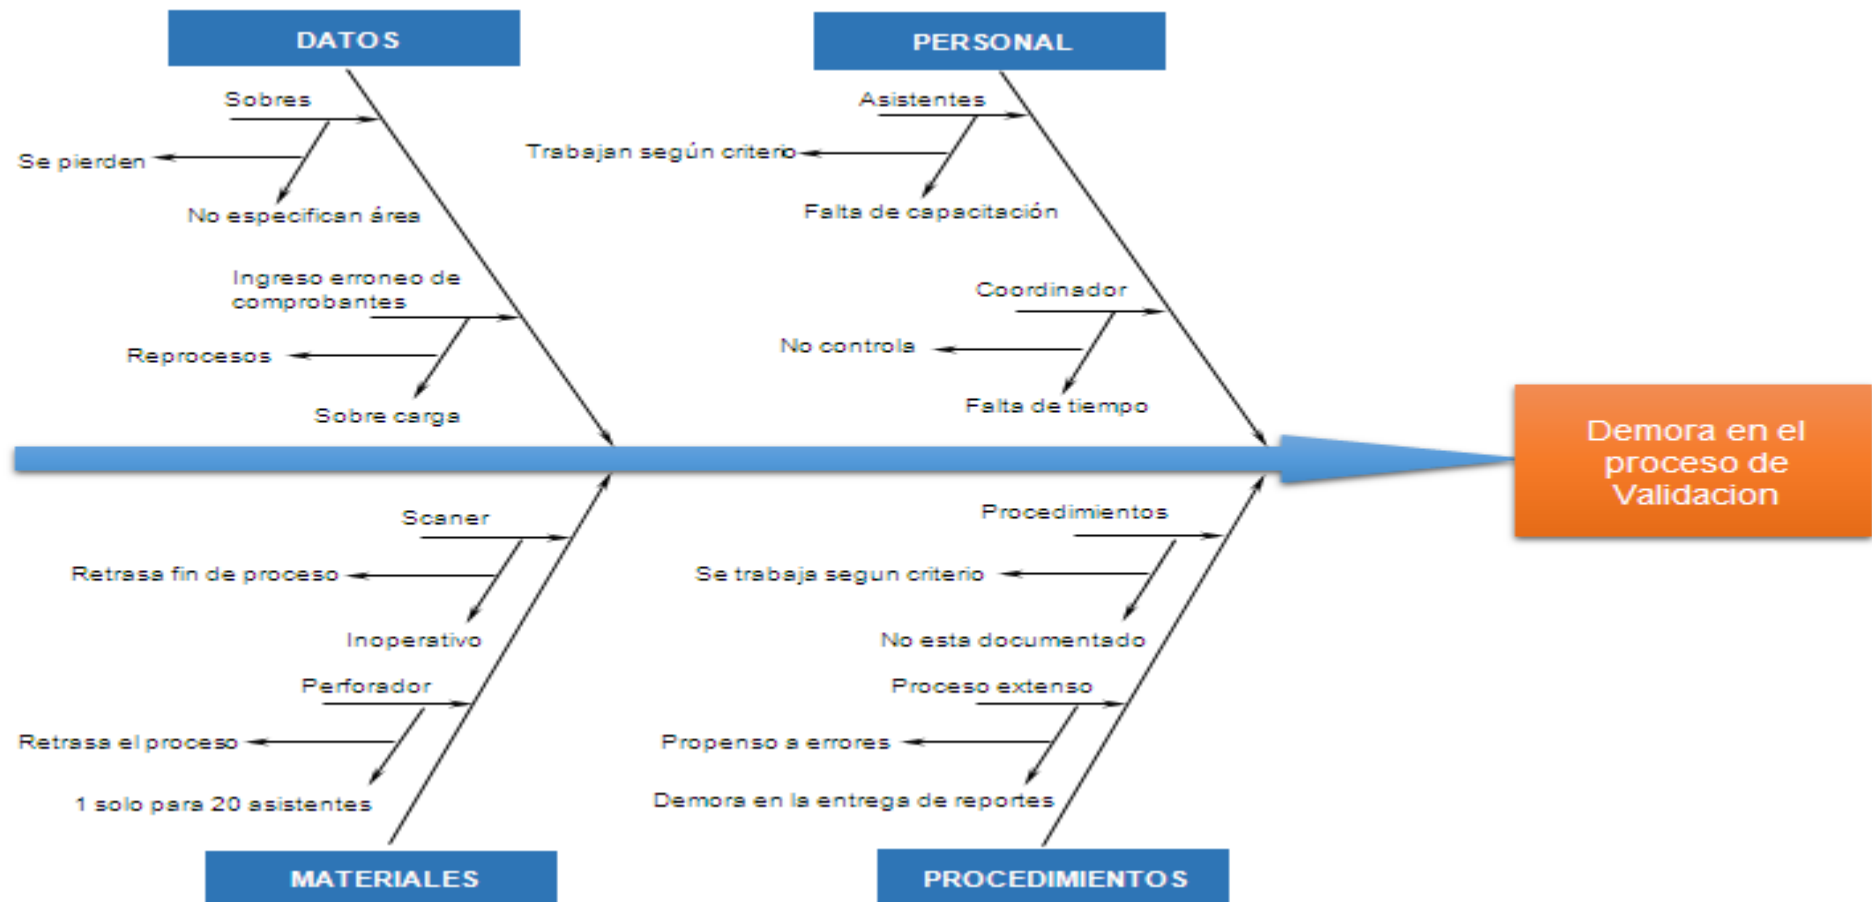 DATOS
PERSONAL
Sobres
Se pierden
No especifican área
Ingreso erroneo de
comprobantes
Reprocesos
Sobre carga
Asistentes
Trabajan según criterio
Falta de capacitación
Coordinador
No controla
Falta de tiempo
Demora en el
proceso de
Validacion
Scaner
Retrasa fin de proceso
Inoperativo
Perforador
Retrasa el proceso
1 solo para 20 asistentes
Procedimientos
Se trabaja segun criterio
No esta documentado
Proceso extenso
Propenso a errores
Demora en la entrega de reportes
MATERIALES
PROCEDIMIENTOS